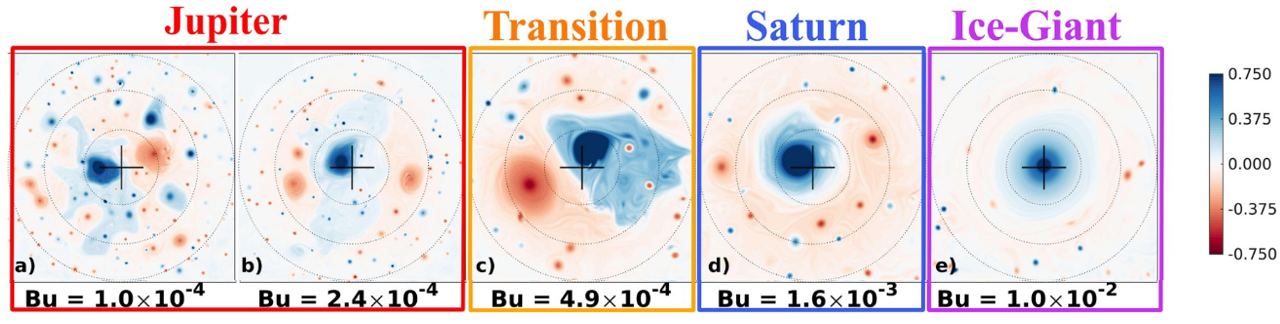 Jupiter Transition Saturn Ice-Giant
a) b) c) d) e)
Bu = 1.0×10⁻⁴ Bu = 2.4×10⁻⁴ Bu = 4.9×10⁻⁴ Bu = 1.6×10⁻³ Bu = 1.0×10⁻²
0.750
0.375
0.000
-0.375
-0.750